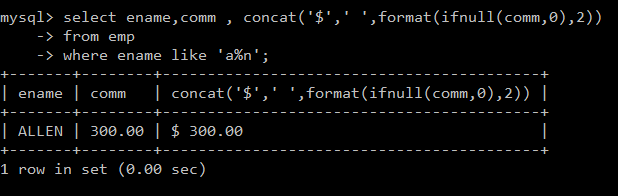 mysql> select ename,comm , concat('$',' ',format(ifnull(comm,0),2))
    -> from emp
    -> where ename like 'a%n';
+-------+--------+------------------------------------------+
| ename | comm   | concat('$',' ',format(ifnull(comm,0),2)) |
+-------+--------+------------------------------------------+
| ALLEN | 300.00 | $ 300.00                                 |
+-------+--------+------------------------------------------+
1 row in set (0.00 sec)